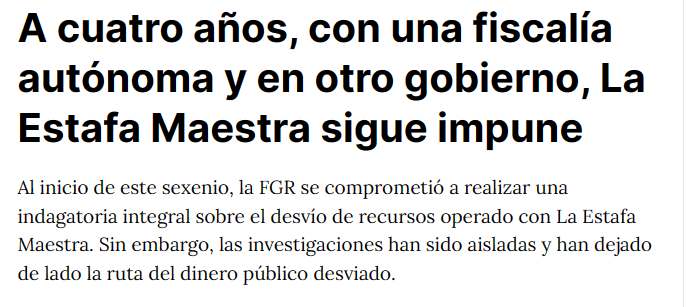 A cuatro años, con una fiscalía
autónoma y en otro gobierno, La
Estafa Maestra sigue impune
Al inicio de este sexenio, la FGR se comprometió a realizar una
indagatoria integral sobre el desvío de recursos operado con La Estafa
Maestra. Sin embargo, las investigaciones han sido aisladas y han dejado
de lado la ruta del dinero público desviado.